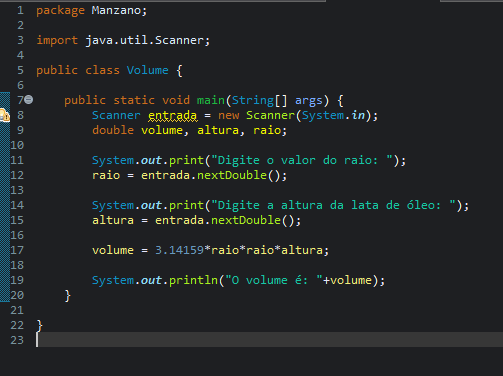 1 package Manzano;
2
3 import java.util.Scanner;
4
5 public class Volume {
6
7 public static void main(String[] args) {
8 Scanner entrada = new Scanner(System.in);
9 double volume, altura, raio;
10
11 System.out.print("Digite o valor do raio: ");
12 raio = entrada.nextDouble();
13
14 System.out.print("Digite a altura da lata de óleo: ");
15 altura = entrada.nextDouble();
16
17 volume = 3.14159*raio*raio*altura;
18
19 System.out.println("O volume é: "+volume);
20 }
21
22 }
23